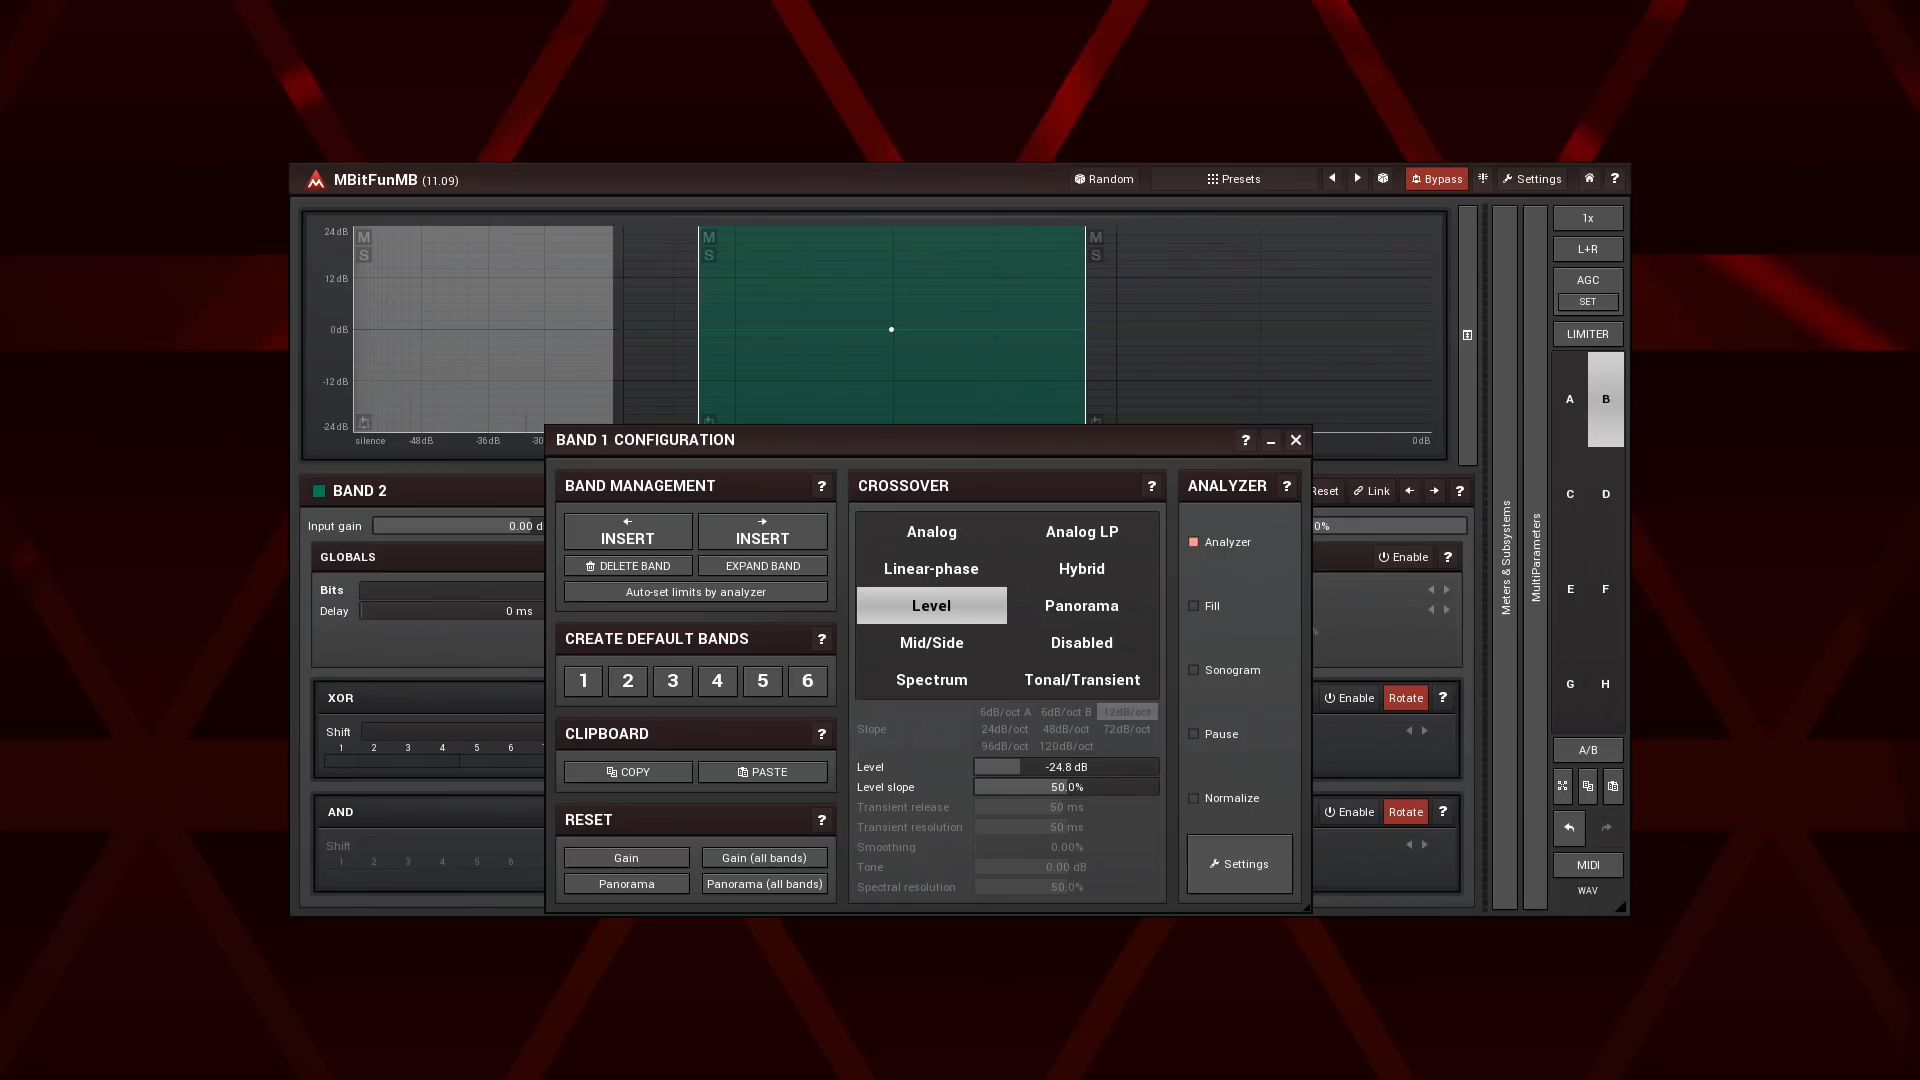 MBitFunMB (11.09)
Random
Presets
Bypass
Settings
?
24 dB
12 dB
0dB
-12 dB
-24 dB
M
S
M
S
M
S
silence
-48dB
-36dB
-30
0dB
1x
L+R
AGC
SET
LIMITER
A
B
C
D
E
F
G
H
A/B
MIDI
WAV
Meters & Subsystems
MultiParameters
BAND 2
Reset
Link
?
Input gain
0.00 d
0%
GLOBALS
Enable
?
Bits
Delay
0 ms
%
XOR
Enable
Rotate
?
Shift
1 2 3 4 5 6
AND
Enable
Rotate
?
Shift
1 2 3 4 5 6
BAND 1 CONFIGURATION
?
BAND MANAGEMENT ?
INSERT INSERT
DELETE BAND EXPAND BAND
Auto-set limits by analyzer
CREATE DEFAULT BANDS ?
1 2 3 4 5 6
CLIPBOARD ?
COPY PASTE
RESET ?
Gain Gain (all bands)
Panorama Panorama (all bands)
CROSSOVER ?
Analog Analog LP
Linear-phase Hybrid
Level Panorama
Mid/Side Disabled
Spectrum Tonal/Transient
6dB/oct A 6dB/oct B 12dB/oct
Slope 24dB/oct 48dB/oct 72dB/oct
96dB/oct 120dB/oct
Level -24.8 dB
Level slope 50.0%
Transient release 50 ms
Transient resolution 50 ms
Smoothing 0.00%
Tone 0.00 dB
Spectral resolution 50.0%
ANALYZER ?
Analyzer
Fill
Sonogram
Pause
Normalize
Settings